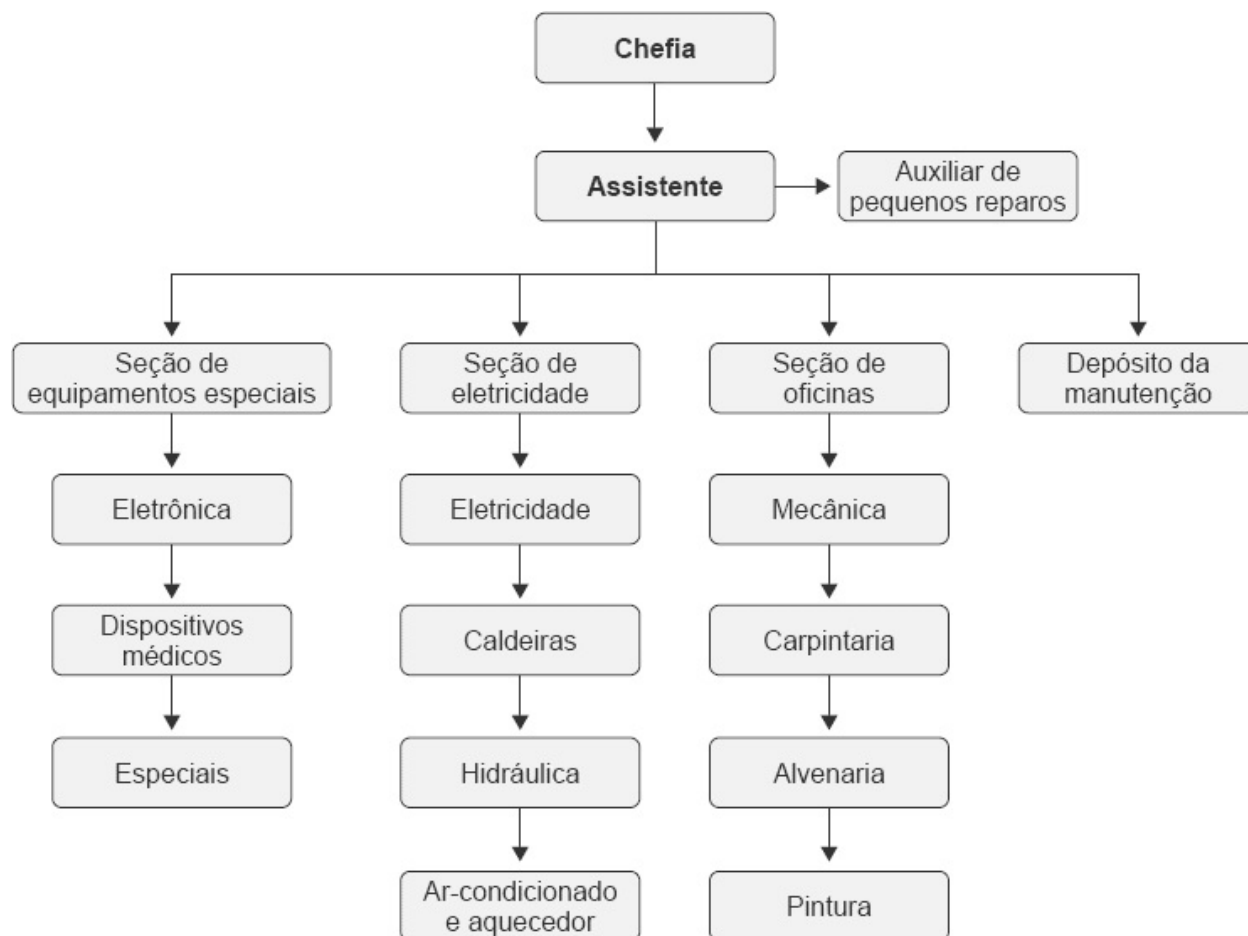 Chefia
Assistente
Auxiliar de
pequenos reparos
Seção de
equipamentos especiais
Seção de
eletricidade
Seção de
oficinas
Depósito da
manutenção
Eletrônica
Eletricidade
Mecânica
Dispositivos
médicos
Caldeiras
Carpintaria
Especiais
Hidráulica
Alvenaria
Ar-condicionado
e aquecedor
Pintura